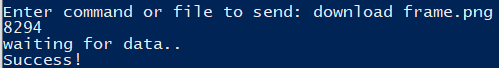 Enter command or file to send: download frame.png
8294
waiting for data..
Success!